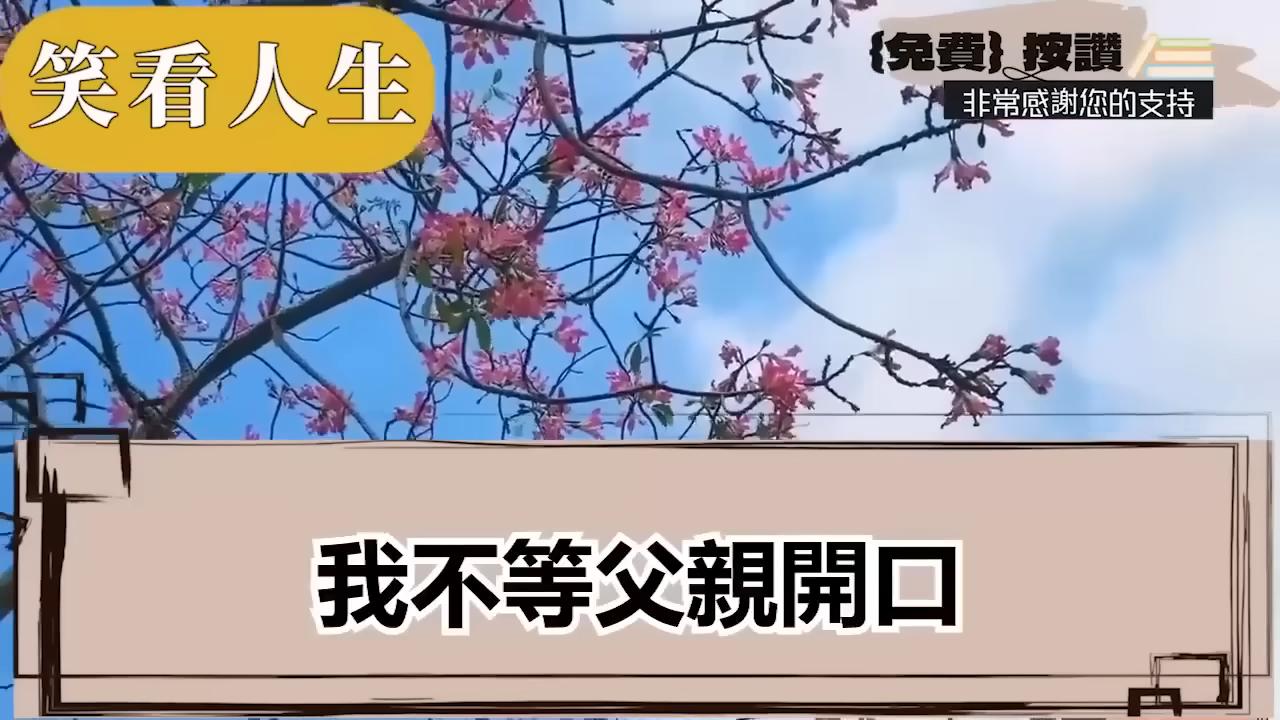 笑看人生
{免費} 按讚
非常感謝您的支持
我不等父親開口